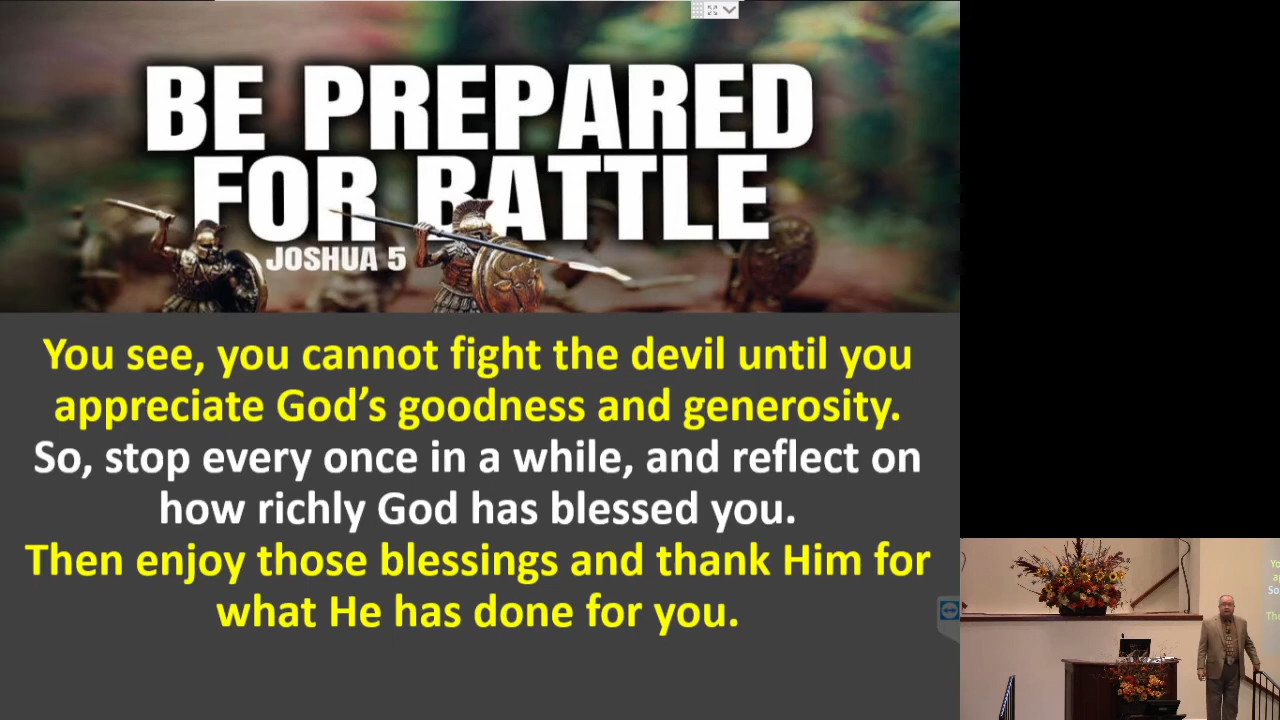 BE PREPARED
FOR BATTLE
JOSHUA 5
You see, you cannot fight the devil until you
appreciate God’s goodness and generosity.
So, stop every once in a while, and reflect on
how richly God has blessed you.
Then enjoy those blessings and thank Him for
what He has done for you.